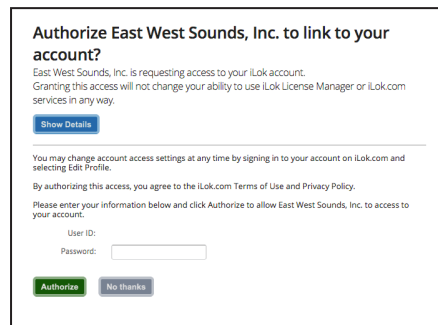 Authorize East West Sounds, Inc. to link to your
account?
East West Sounds, Inc. is requesting access to your iLok account.
Granting this access will not change your ability to use iLok License Manager or iLok.com
services in any way.
Show Details
You may change account access settings at any time by signing in to your account on iLok.com and
selecting Edit Profile.
By authorizing this access, you agree to the iLok.com Terms of Use and Privacy Policy.
Please enter your information below and click Authorize to allow East West Sounds, Inc. to access to
your account.
User ID:
Password:
Authorize No thanks